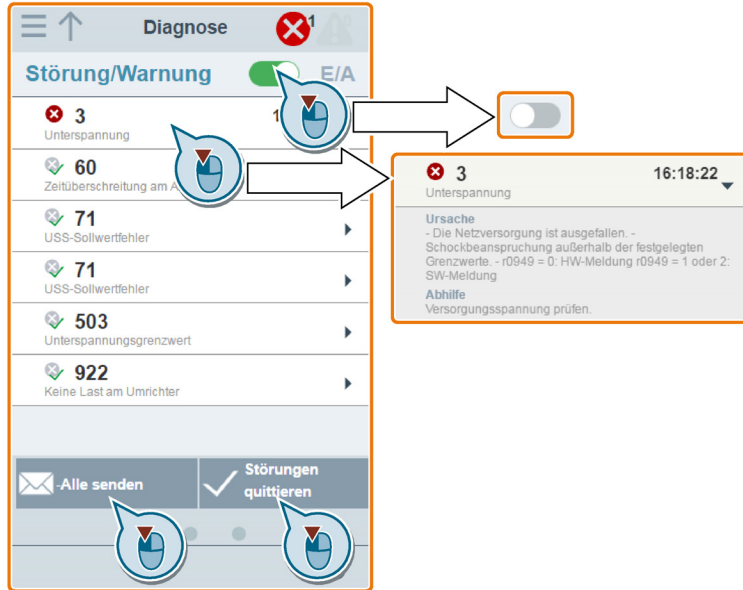 Diagnose
1
Störung/Warnung
E/A
3
Unterspannung
60
Zeitüberschreitung am
71
USS-Sollwertfehler
71
USS-Sollwertfehler
503
Unterspannungsgrenzwert
922
Keine Last am Umrichter
-Alle senden
Störungen
quittieren
3
16:18:22
Unterspannung
Ursache
- Die Netzversorgung ist ausgefallen. -
Schockbeanspruchung außerhalb der festgelegten
Grenzwerte. - r0949 = 0: HW-Meldung r0949 = 1 oder 2:
SW-Meldung
Abhilfe
Versorgungsspannung prüfen.